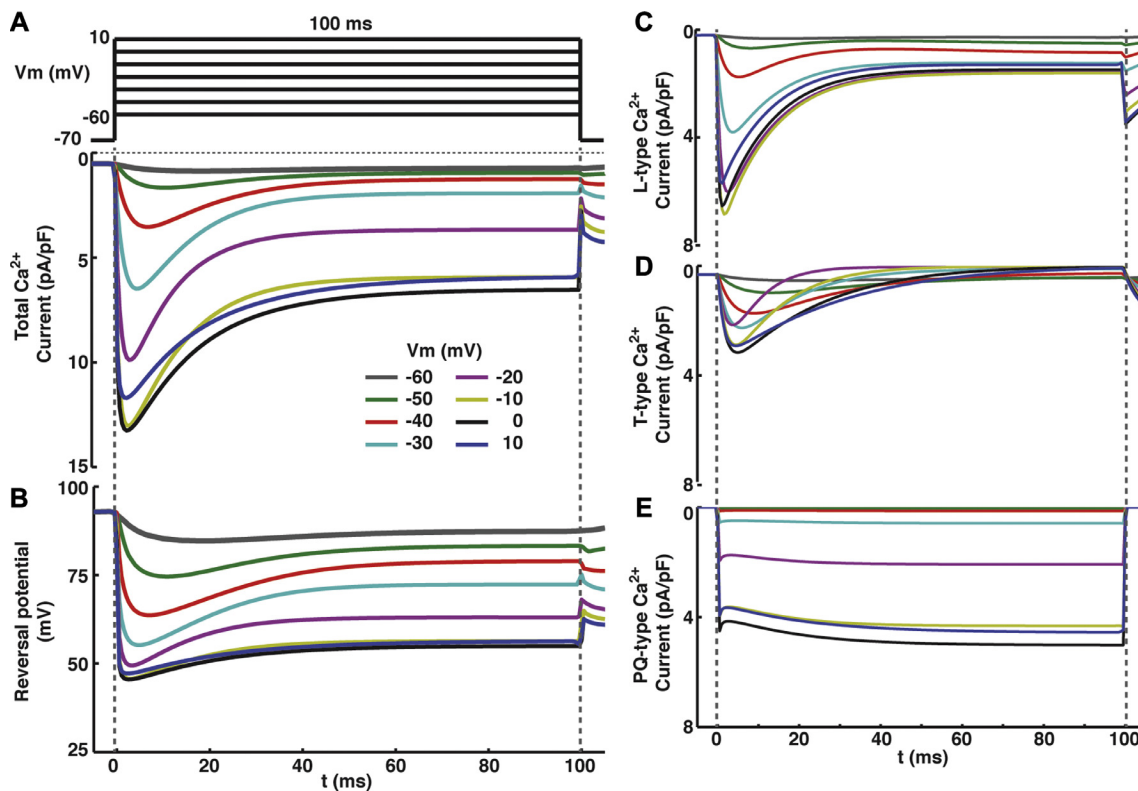 A
100 ms
10
Vm (mV)
-60
-70
0
5
10
15
Total Ca2+
Current (pA/pF)
Vm (mV)
-60 -20
-50 -10
-40 0
-30 10
B
100
75
50
25
Reversal potential
(mV)
0 20 40 60 80 100
t (ms)
C
0
4
8
L-type Ca2+
Current (pA/pF)
D
0
4
8
T-type Ca2+
Current (pA/pF)
E
0
4
8
PQ-type Ca2+
Current (pA/pF)
0 20 40 60 80 100
t (ms)